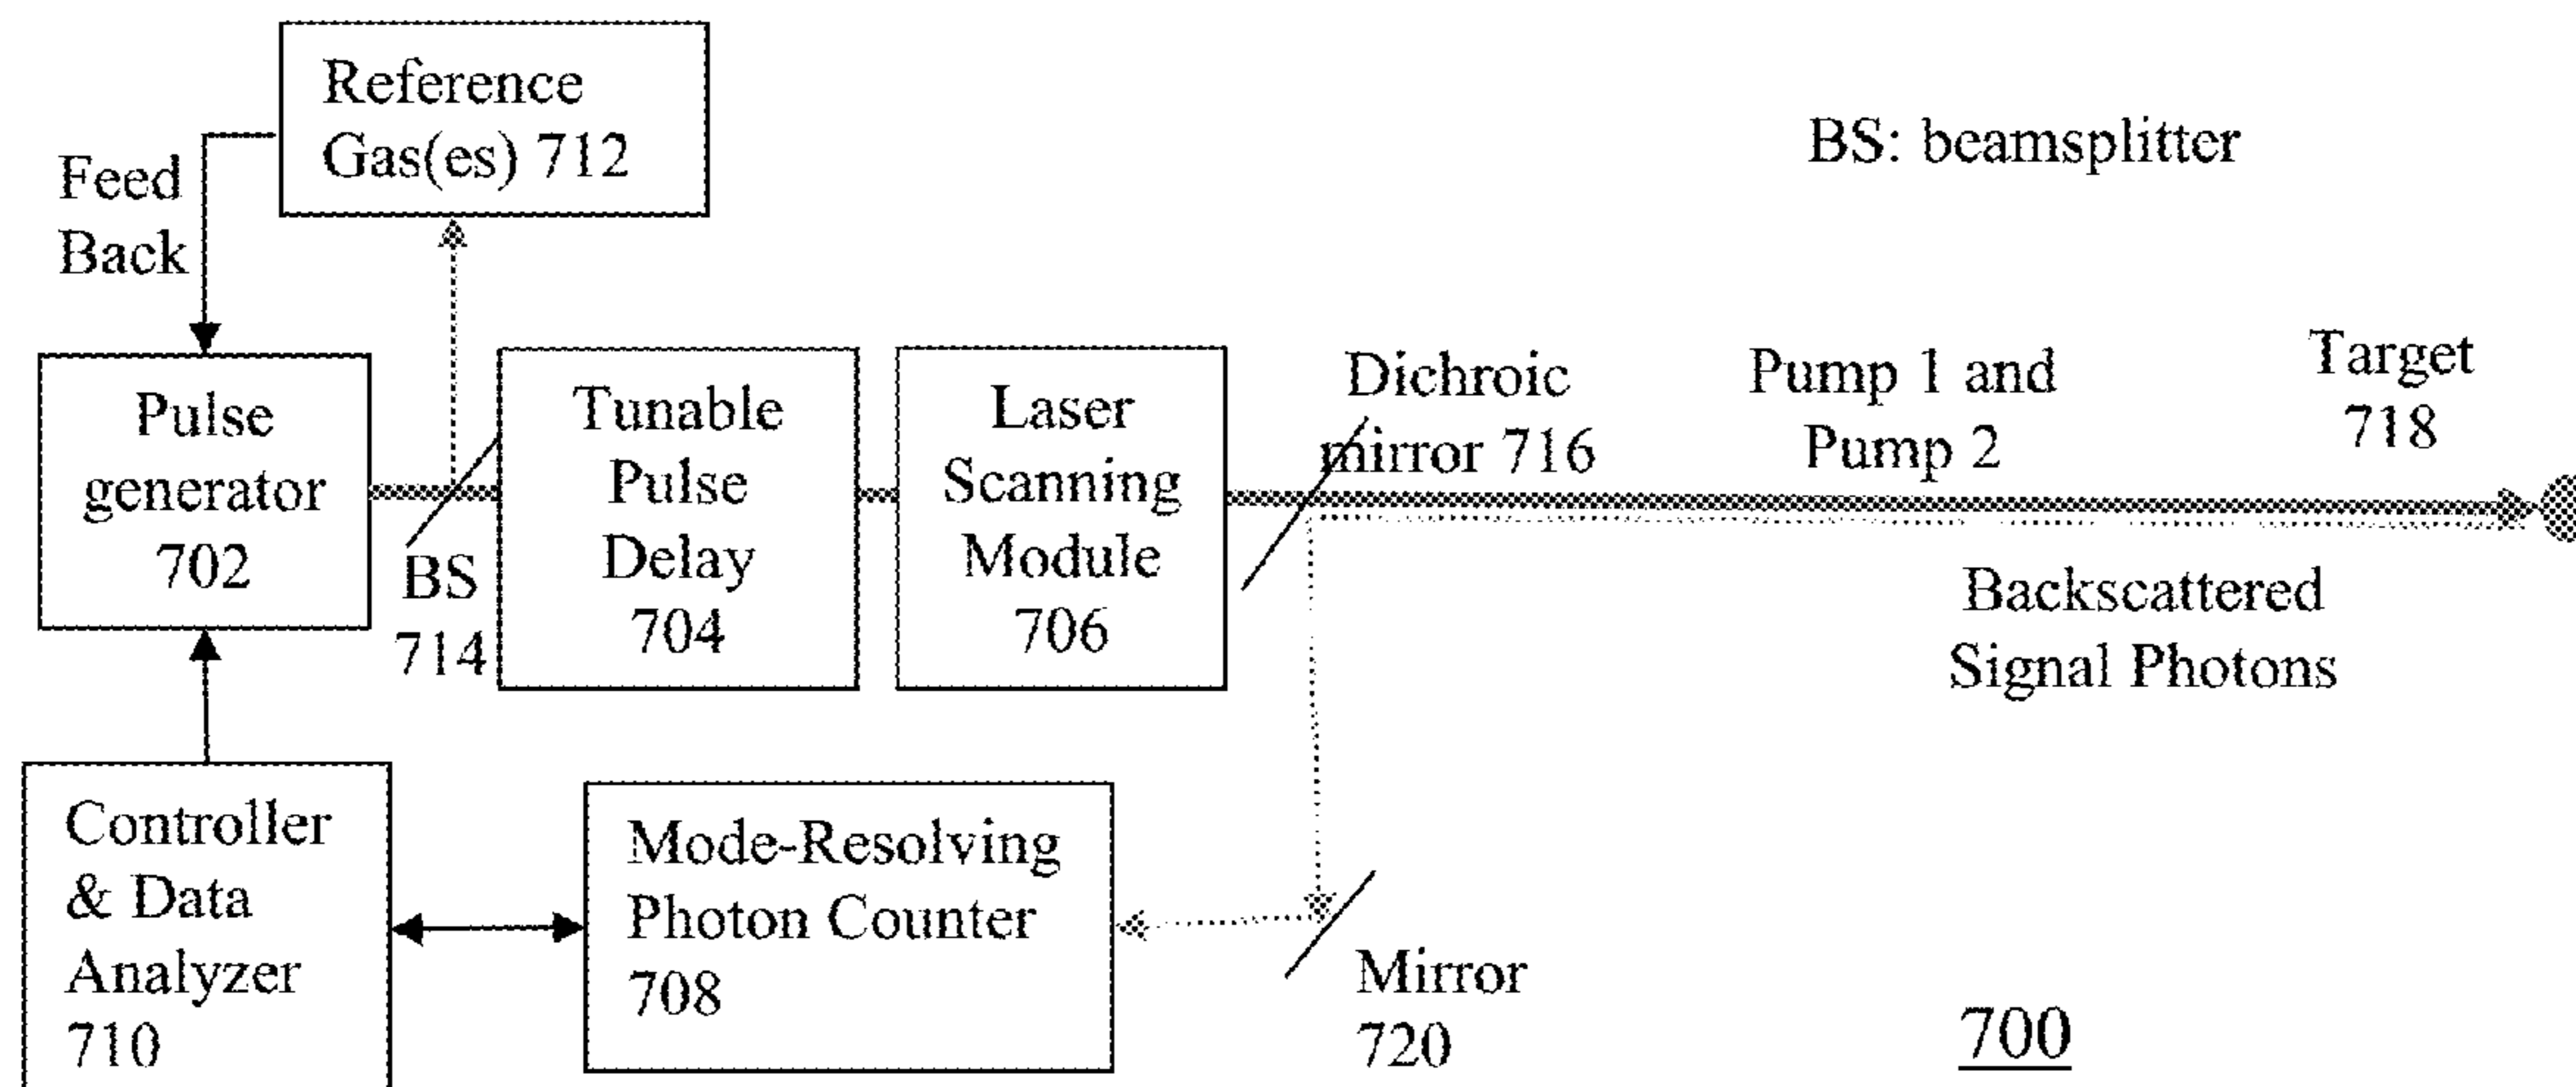 Reference
Gas(es) 712
BS: beamsplitter
Feed
Back
Pulse
generator
702
BS
714
Tunable
Pulse
Delay
704
Laser
Scanning
Module
706
Dichroic
mirror 716
Pump 1 and
Pump 2
Target
718
Backscattered
Signal Photons
Controller
& Data
Analyzer
710
Mode-Resolving
Photon Counter
708
Mirror
720
700